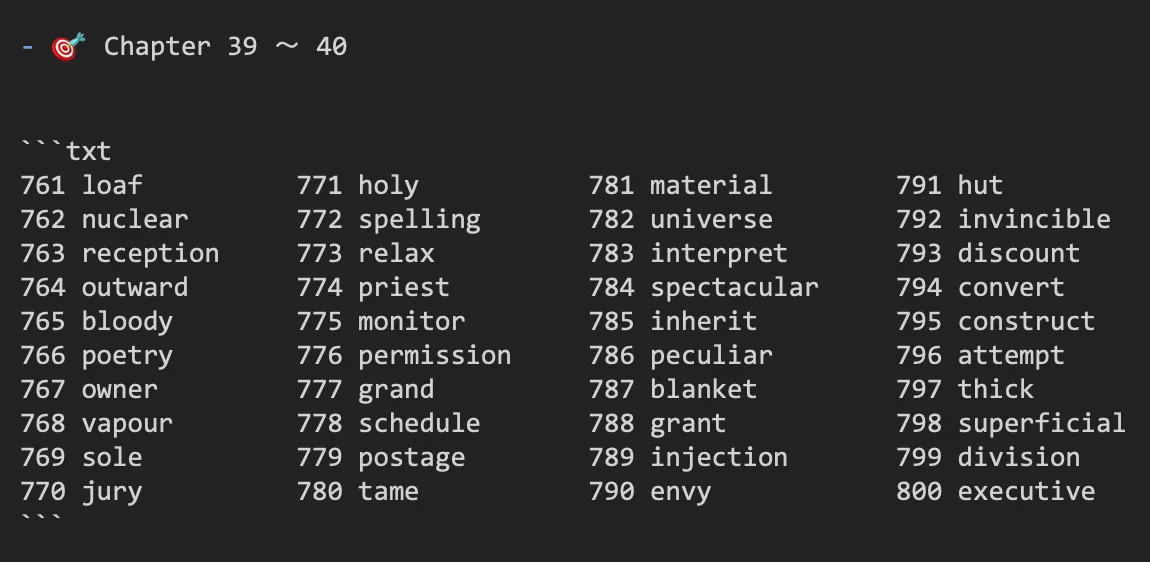 - 🎯 Chapter 39 ～ 40
```txt
761 loaf 771 holy 781 material 791 hut
762 nuclear 772 spelling 782 universe 792 invincible
763 reception 773 relax 783 interpret 793 discount
764 outward 774 priest 784 spectacular 794 convert
765 bloody 775 monitor 785 inherit 795 construct
766 poetry 776 permission 786 peculiar 796 attempt
767 owner 777 grand 787 blanket 797 thick
768 vapour 778 schedule 788 grant 798 superficial
769 sole 779 postage 789 injection 799 division
770 jury 780 tame 790 envy 800 executive
```